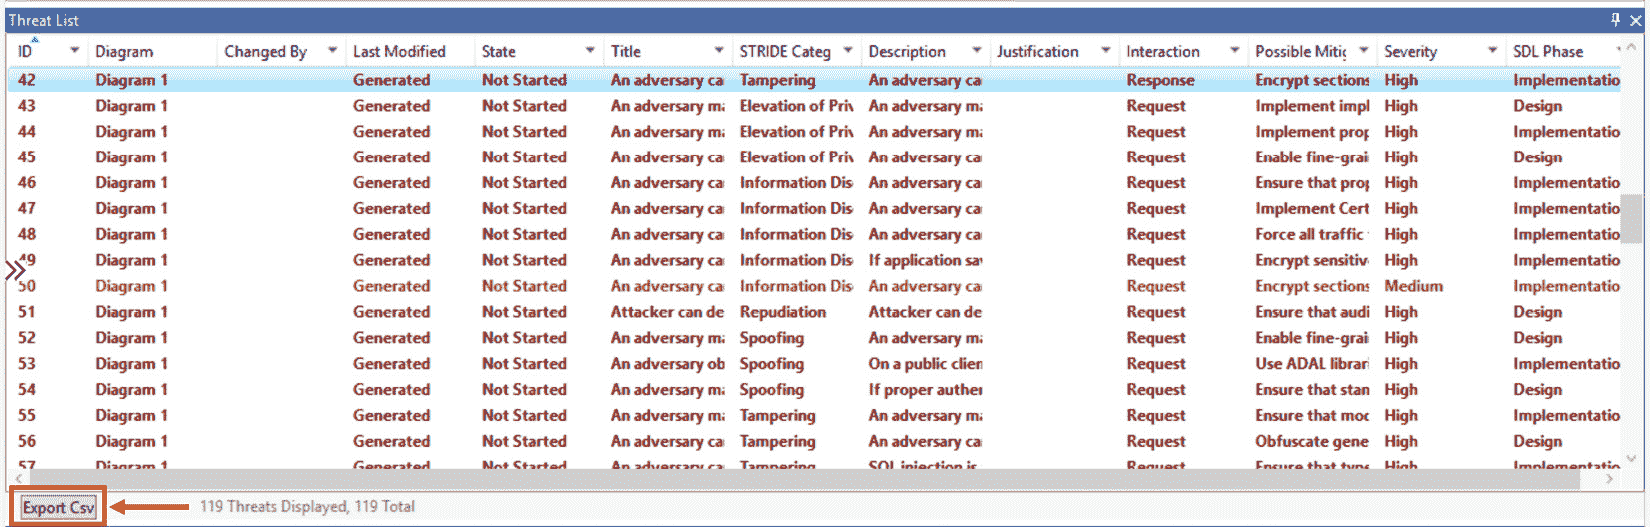 Threat List
ID Diagram Changed By Last Modified State Title STRIDE Categ Description Justification Interaction Possible Mitig Severity SDL Phase
42 Diagram 1 Generated Not Started An adversary ca Tampering An adversary ca Response Encrypt sections High Implementatio
43 Diagram 1 Generated Not Started An adversary ma Elevation of Priv An adversary ma Request Implement impl High Design
44 Diagram 1 Generated Not Started An adversary ma Elevation of Priv An adversary ma Request Implement prop High Implementatio
45 Diagram 1 Generated Not Started An adversary ca Elevation of Priv An adversary ca Request Enable fine-grai High Design
46 Diagram 1 Generated Not Started An adversary ca Information Dis An adversary ca Request Ensure that prop High Implementatio
47 Diagram 1 Generated Not Started An adversary ca Information Dis An adversary ca Request Implement Cert High Implementatio
48 Diagram 1 Generated Not Started An adversary ca Information Dis An adversary ca Request Force all traffic High Implementatio
49 Diagram 1 Generated Not Started An adversary ca Information Dis If application sav Request Encrypt sensitiv High Implementatio
50 Diagram 1 Generated Not Started An adversary ca Information Dis An adversary ca Request Encrypt sections Medium Implementatio
51 Diagram 1 Generated Not Started Attacker can de Repudiation Attacker can de Request Ensure that audi High Design
52 Diagram 1 Generated Not Started An adversary ma Spoofing An adversary ma Request Enable fine-grai High Design
53 Diagram 1 Generated Not Started An adversary ob Spoofing On a public clien Request Use ADAL librar High Implementatio
54 Diagram 1 Generated Not Started An adversary ca Spoofing If proper authen Request Ensure that stan High Design
55 Diagram 1 Generated Not Started An adversary ma Tampering An adversary ma Request Ensure that mod High Implementatio
56 Diagram 1 Generated Not Started An adversary ca Tampering An adversary ca Request Obfuscate gene High Design
57 Diagram 1 Generated Not Started An adversary ca Tampering SQL injection is Request Ensure that type High Implementatio
Export Csv 119 Threats Displayed, 119 Total